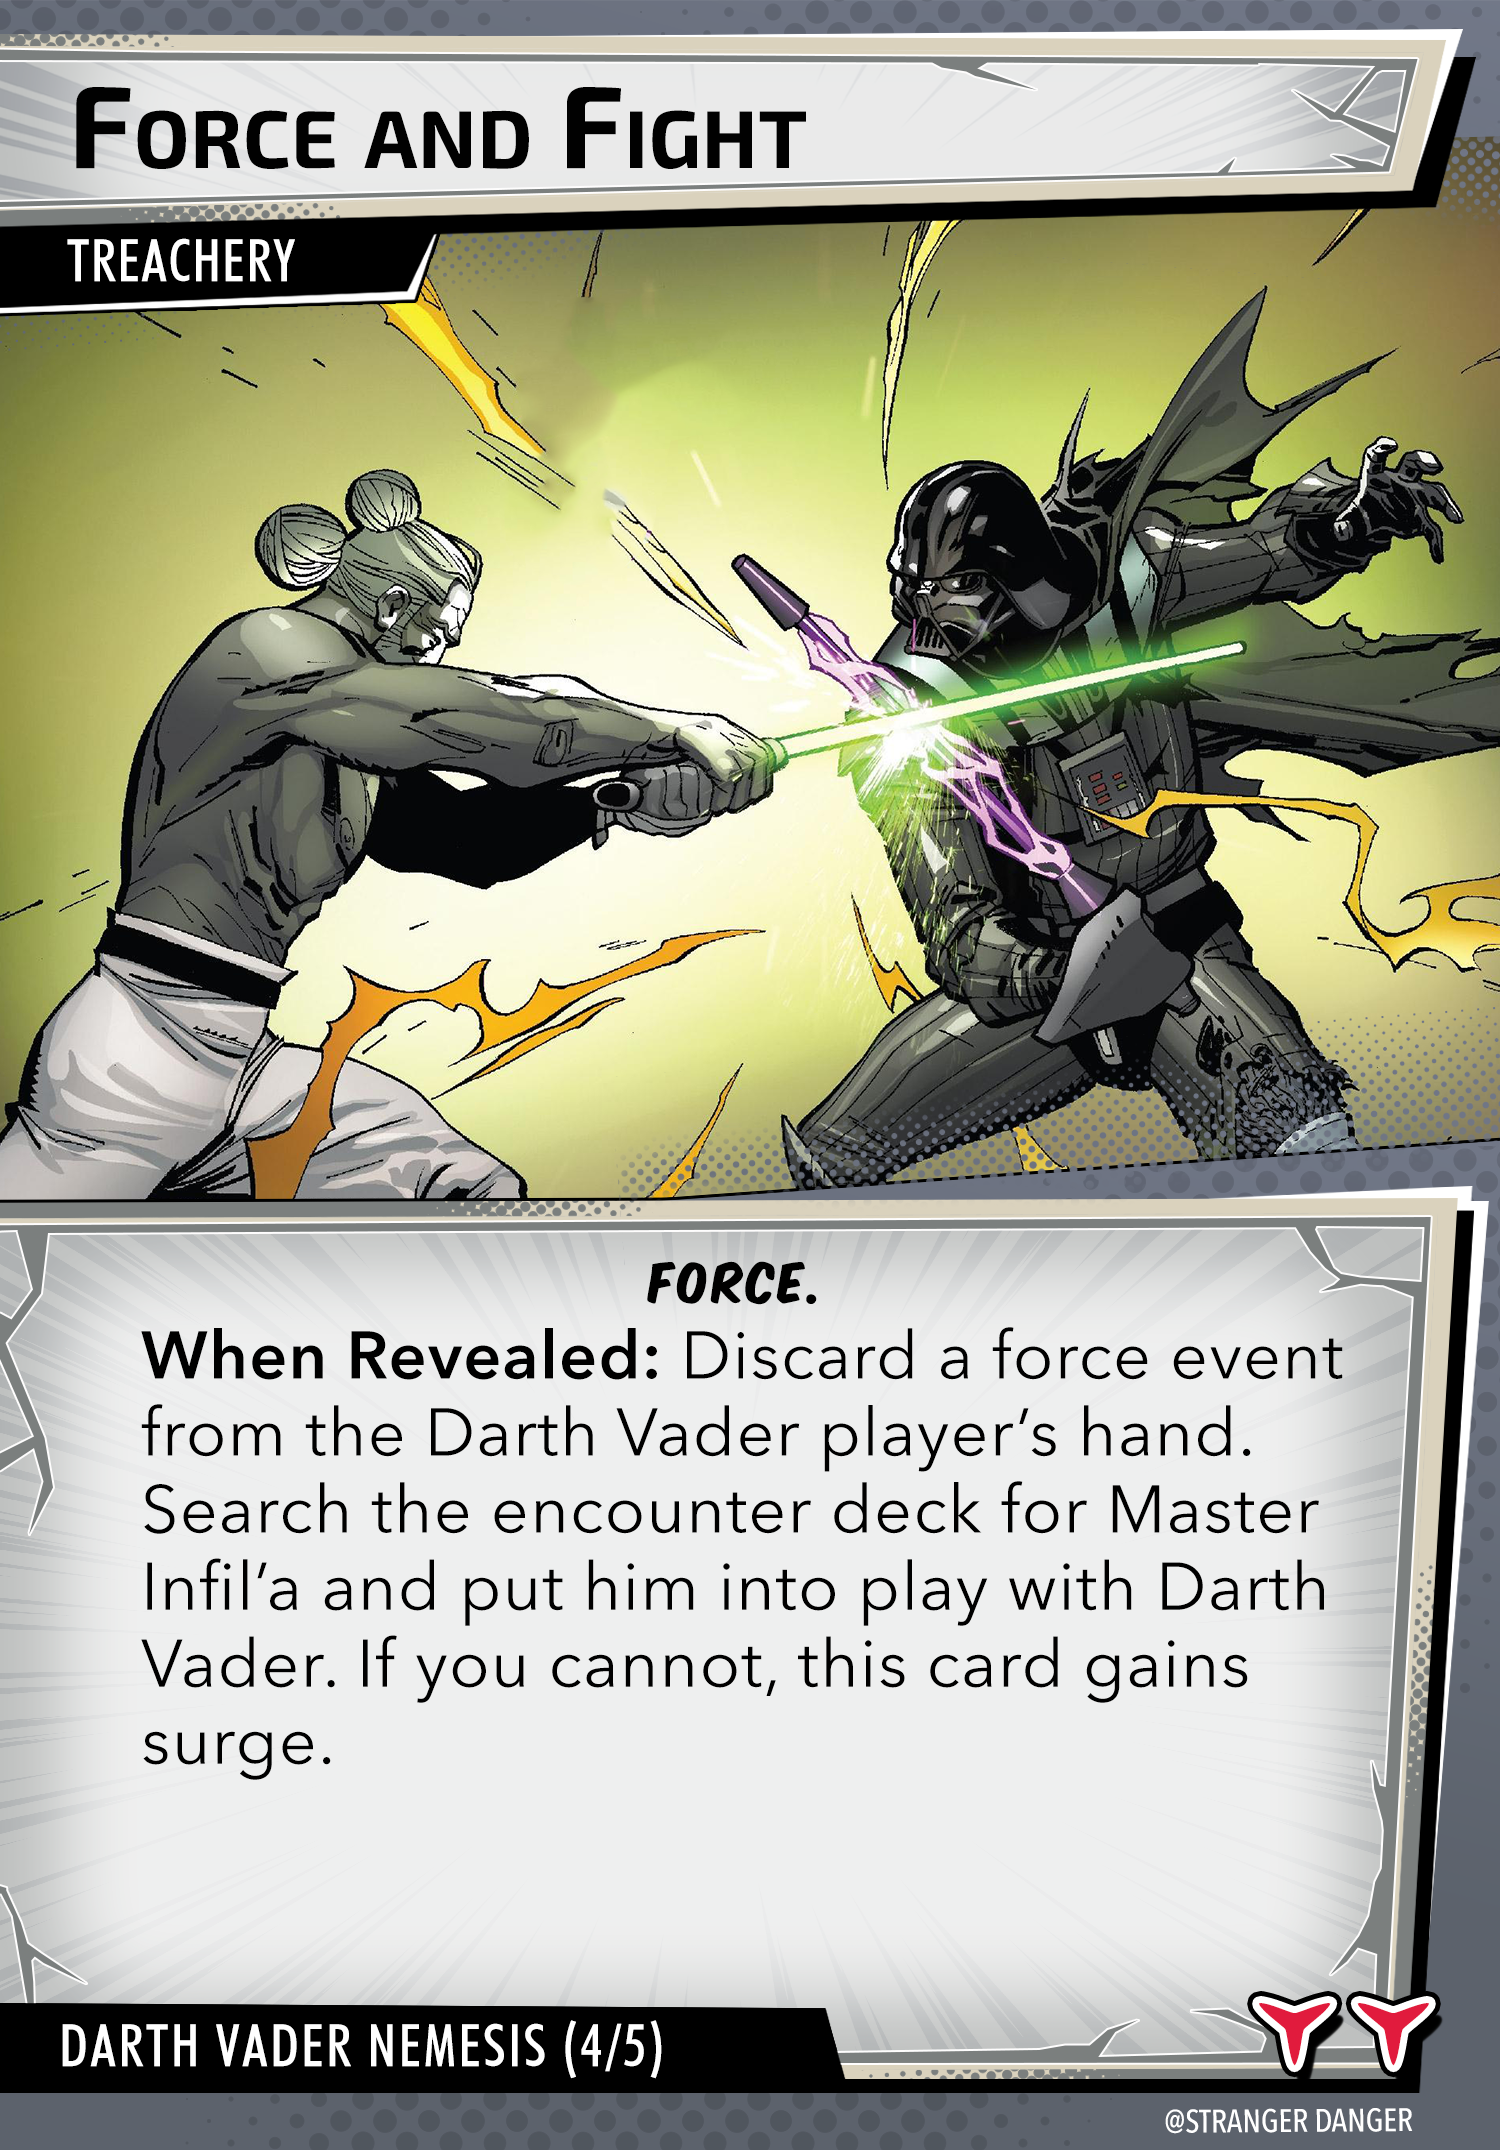 Force and Fight
TREACHERY
FORCE.
When Revealed: Discard a force event
from the Darth Vader player’s hand.
Search the encounter deck for Master
Infil’a and put him into play with Darth
Vader. If you cannot, this card gains
surge.
DARTH VADER NEMESIS (4/5)
@STRANGER DANGER